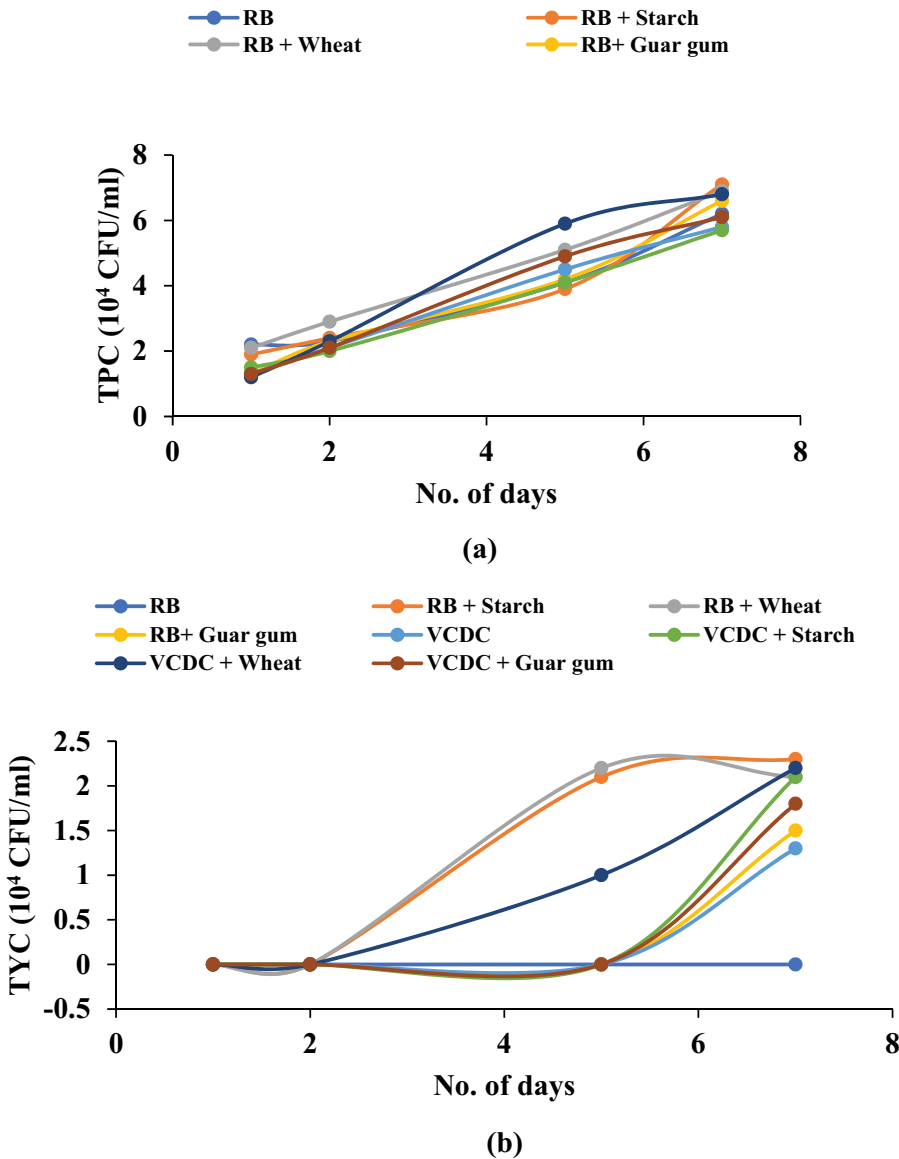 RB RB + Starch
RB + Wheat RB+ Guar gum
TPC (10⁴ CFU/ml)
8
6
4
2
0
0 2 4 6 8
No. of days
(a)
RB RB + Starch RB + Wheat
RB+ Guar gum VCDC VCDC + Starch
VCDC + Wheat VCDC + Guar gum
TYC (10⁴ CFU/ml)
2.5
2
1.5
1
0.5
0
-0.5
0 2 4 6 8
No. of days
(b)